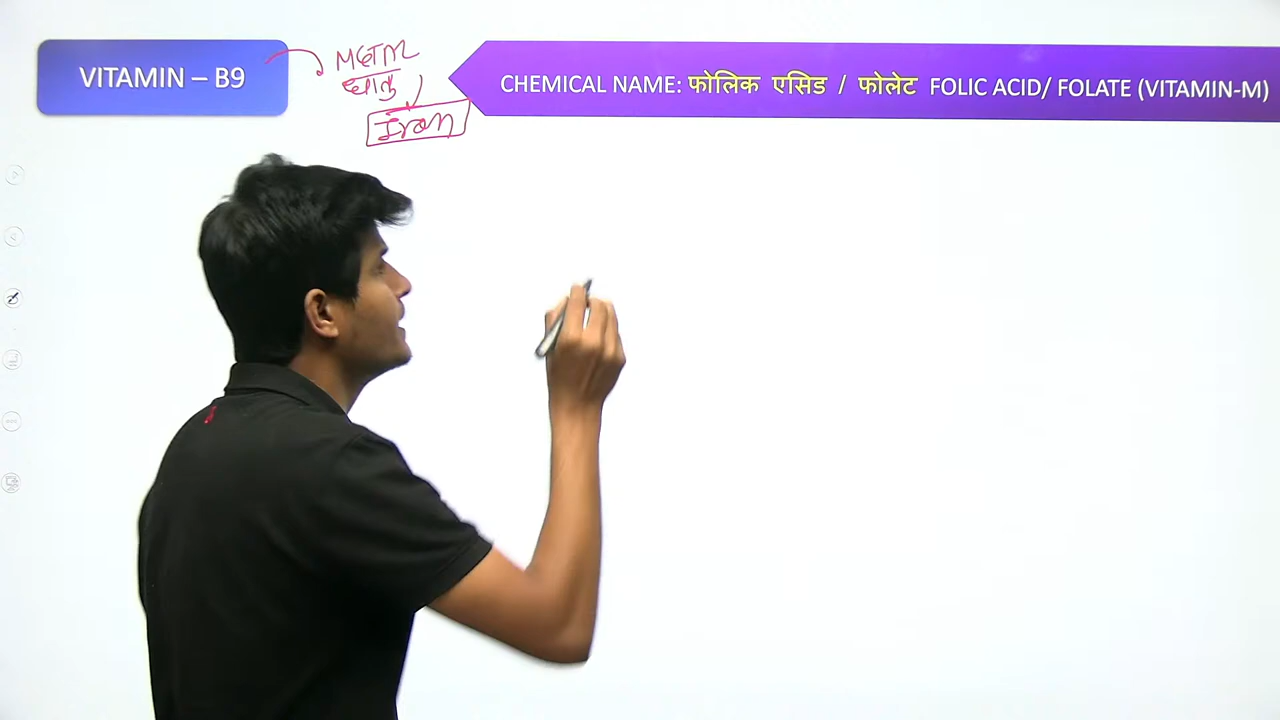 VITAMIN – B9
METAL
धातु
Iron
CHEMICAL NAME: फोलिक एसिड / फोलेट FOLIC ACID/ FOLATE (VITAMIN-M)